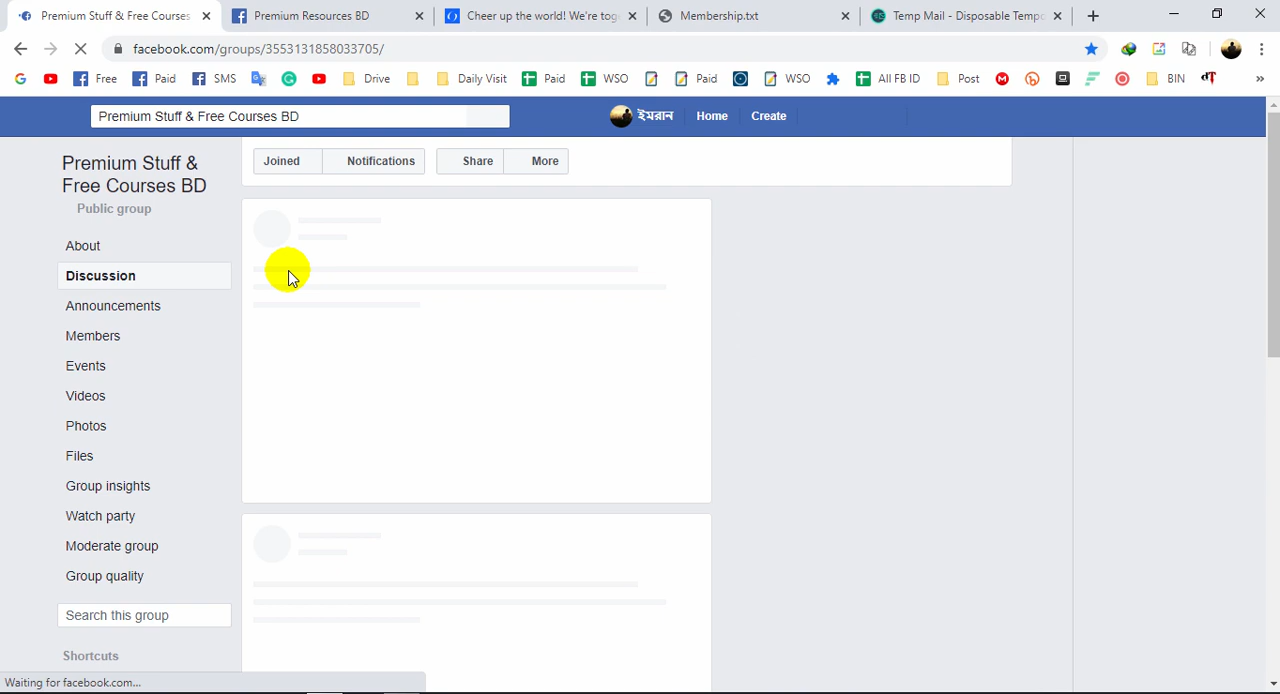 Premium Stuff & Free Courses
Premium Resources BD
Cheer up the world! We're tog
Membership.txt
Temp Mail - Disposable Tempo
facebook.com/groups/3553131858033705/
Free
Paid
SMS
Drive
Daily Visit
Paid
WSO
Paid
WSO
All FB ID
Post
BIN
»
Premium Stuff & Free Courses BD
ইমরান
Home
Create
Premium Stuff &
Free Courses BD
Public group
Joined
Notifications
Share
More
About
Discussion
Announcements
Members
Events
Videos
Photos
Files
Group insights
Watch party
Moderate group
Group quality
Search this group
Shortcuts
Waiting for facebook.com...